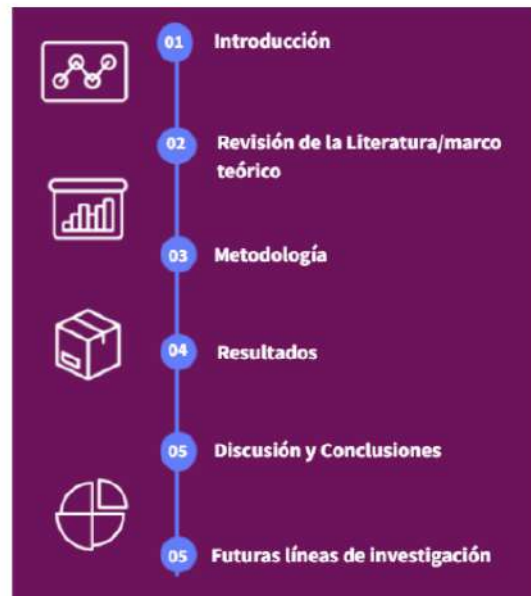 01 Introducción
02 Revisión de la Literatura/marco
teórico
03 Metodología
04 Resultados
05 Discusión y Conclusiones
05 Futuras líneas de investigación